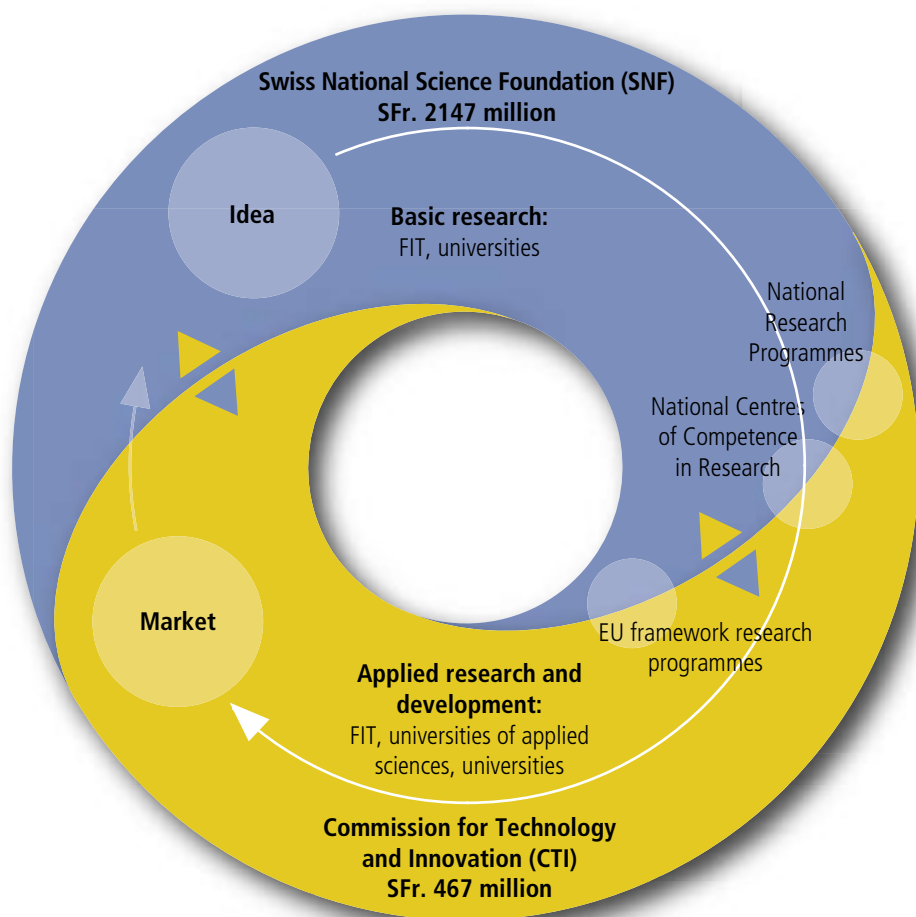 Swiss National Science Foundation (SNF)
SFr. 2147 million
Idea
Basic research:
FIT, universities
National
Research
Programmes
National Centres
of Competence
in Research
Market
EU framework research
programmes
Applied research and
development:
FIT, universities of applied
sciences, universities
Commission for Technology
and Innovation (CTI)
SFr. 467 million